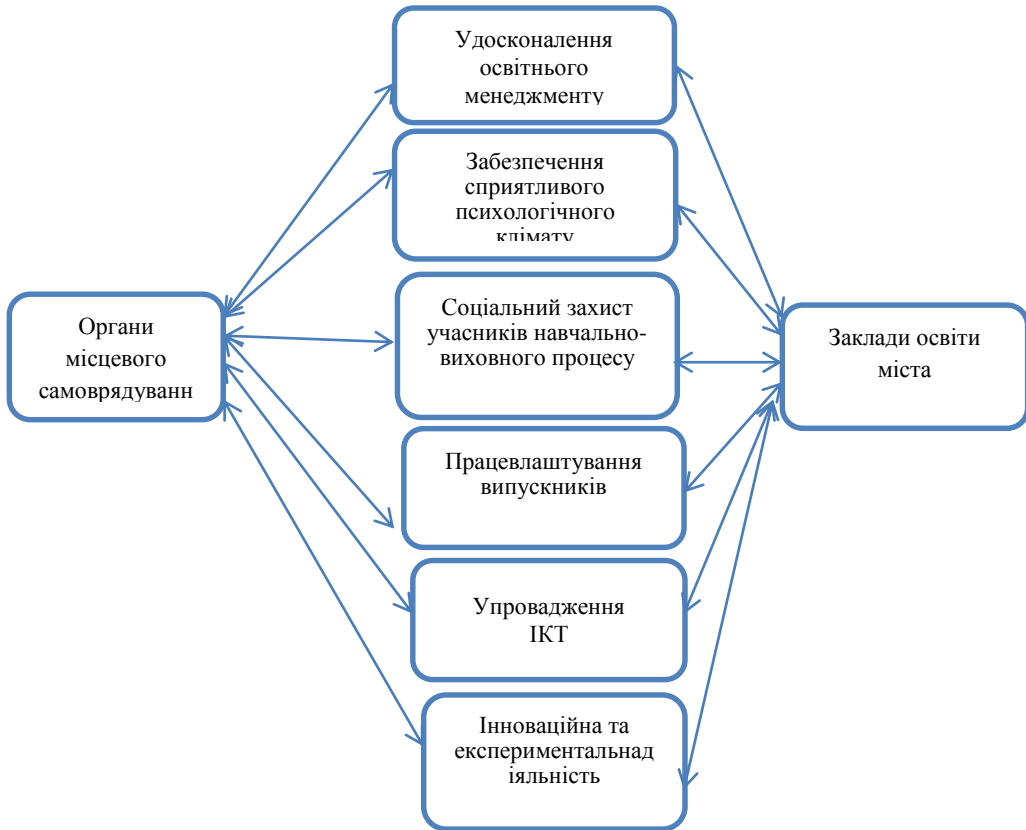 Удосконалення
освітнього
менеджменту
Забезпечення
сприятливого
психологічного
клімату
Соціальний захист
учасників навчально-
виховного процесу
Органи
місцевого
самоврядуванн
Заклади освіти
міста
Працевлаштування
випускників
Упровадження
ІКТ
Інноваційна та
експериментальнад
іяльність